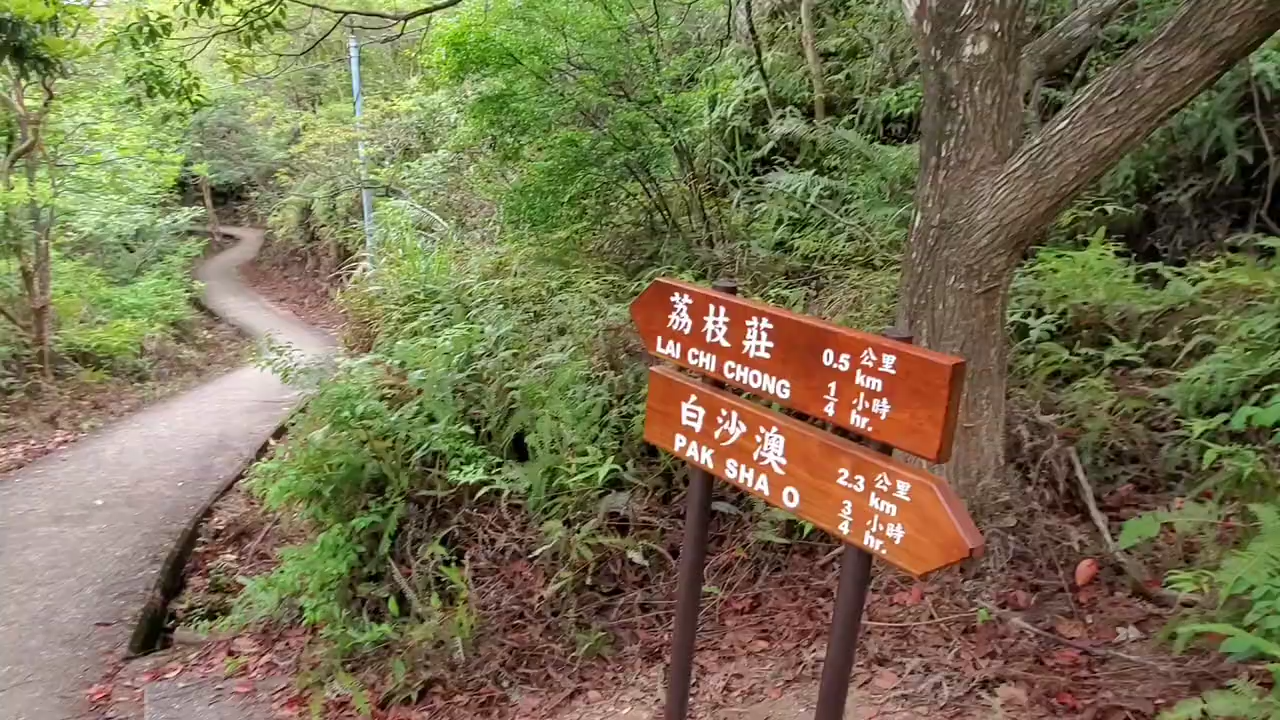 荔枝莊
LAI CHI CHONG
0.5 公里
km
1/4 小時
hr.
白沙澳
PAK SHA O
2.3 公里
km
3/4 小時
hr.